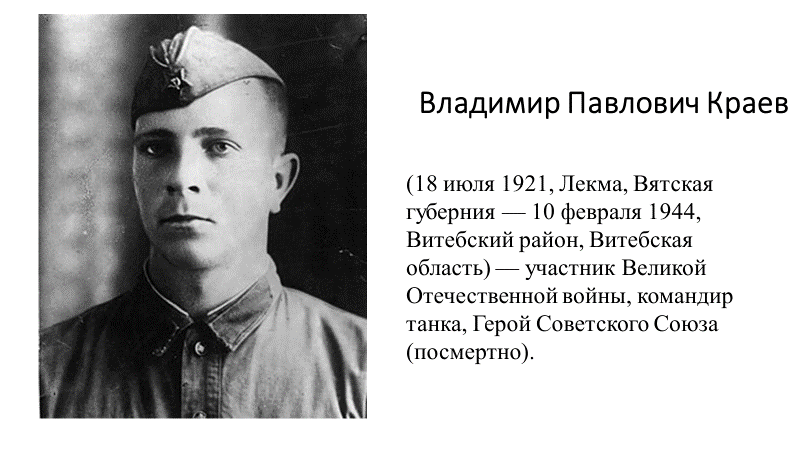 Владимир Павлович Краев
(18 июля 1921, Лекма, Вятская
губерния — 10 февраля 1944,
Витебский район, Витебская
область) — участник Великой
Отечественной войны, командир
танка, Герой Советского Союза
(посмертно).